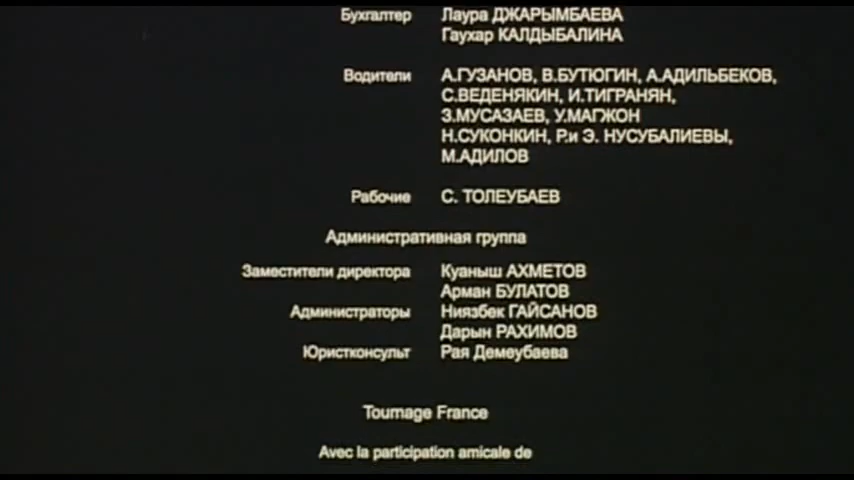 Бухгалтер Лаура ДЖАРЫМБАЕВА
Гаухар КАЛДЫБАЛИНА
Водители А.ГУЗАНОВ, В.БУТЮГИН, А.АДИЛЬБЕКОВ,
С.ВЕДЕНЯКИН, И.ТИГРАНЯН,
З.МУСАЗАЕВ, У.МАГЖОН
Н.СУКОНКИН, Р.и Э. НУСУБАЛИЕВЫ,
М.АДИЛОВ
Рабочие С. ТОЛЕУБАЕВ
Административная группа
Заместители директора Куаныш АХМЕТОВ
Арман БУЛАТОВ
Администраторы Ниязбек ГАЙСАНОВ
Дарын РАХИМОВ
Юристконсульт Рая Демеубаева
Tournage France
Avec la participation amicale de